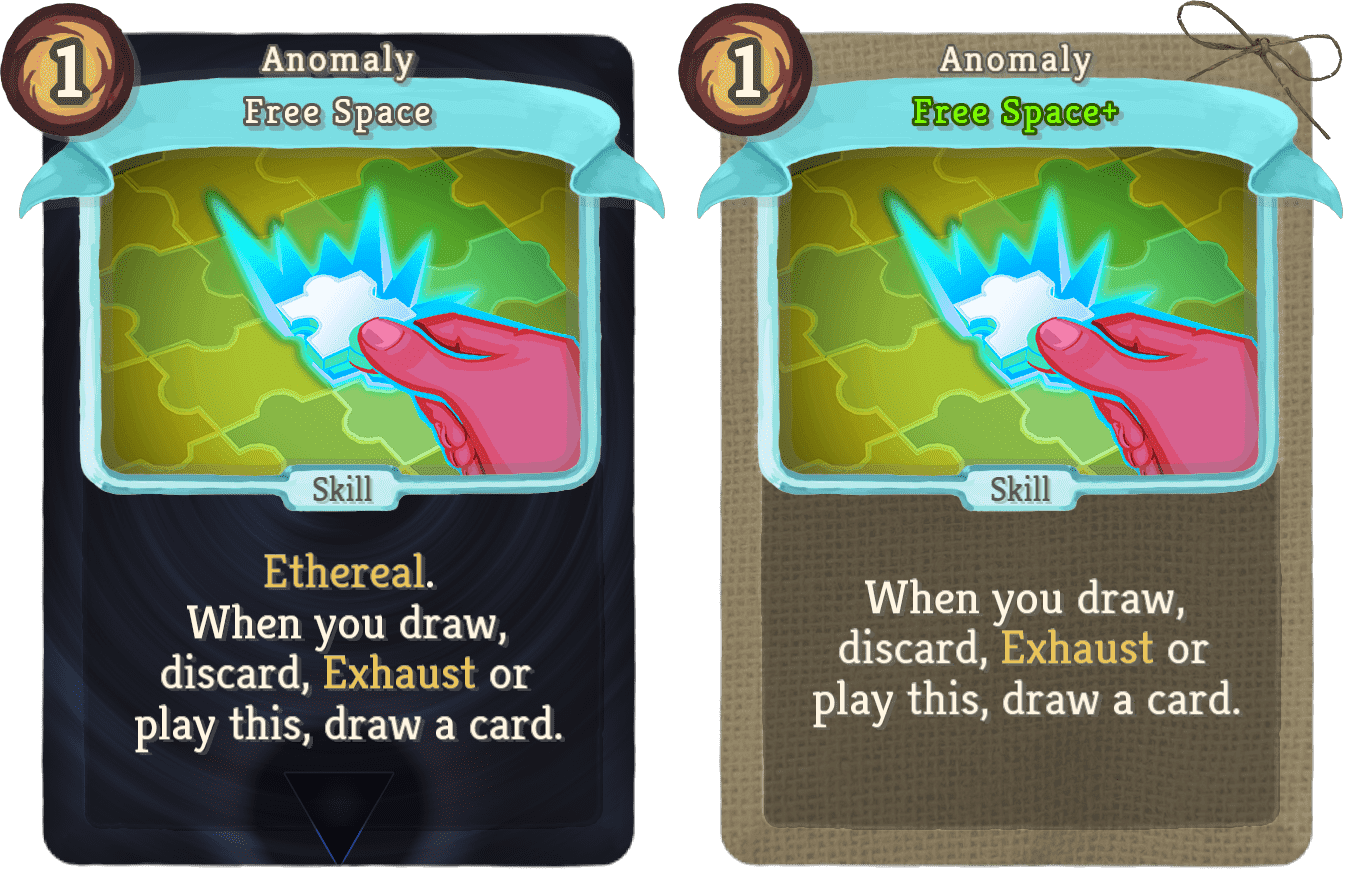 1
Anomaly
Free Space
Skill
Ethereal.
When you draw,
discard, Exhaust or
play this, draw a card.
1
Anomaly
Free Space+
Skill
When you draw,
discard, Exhaust or
play this, draw a card.